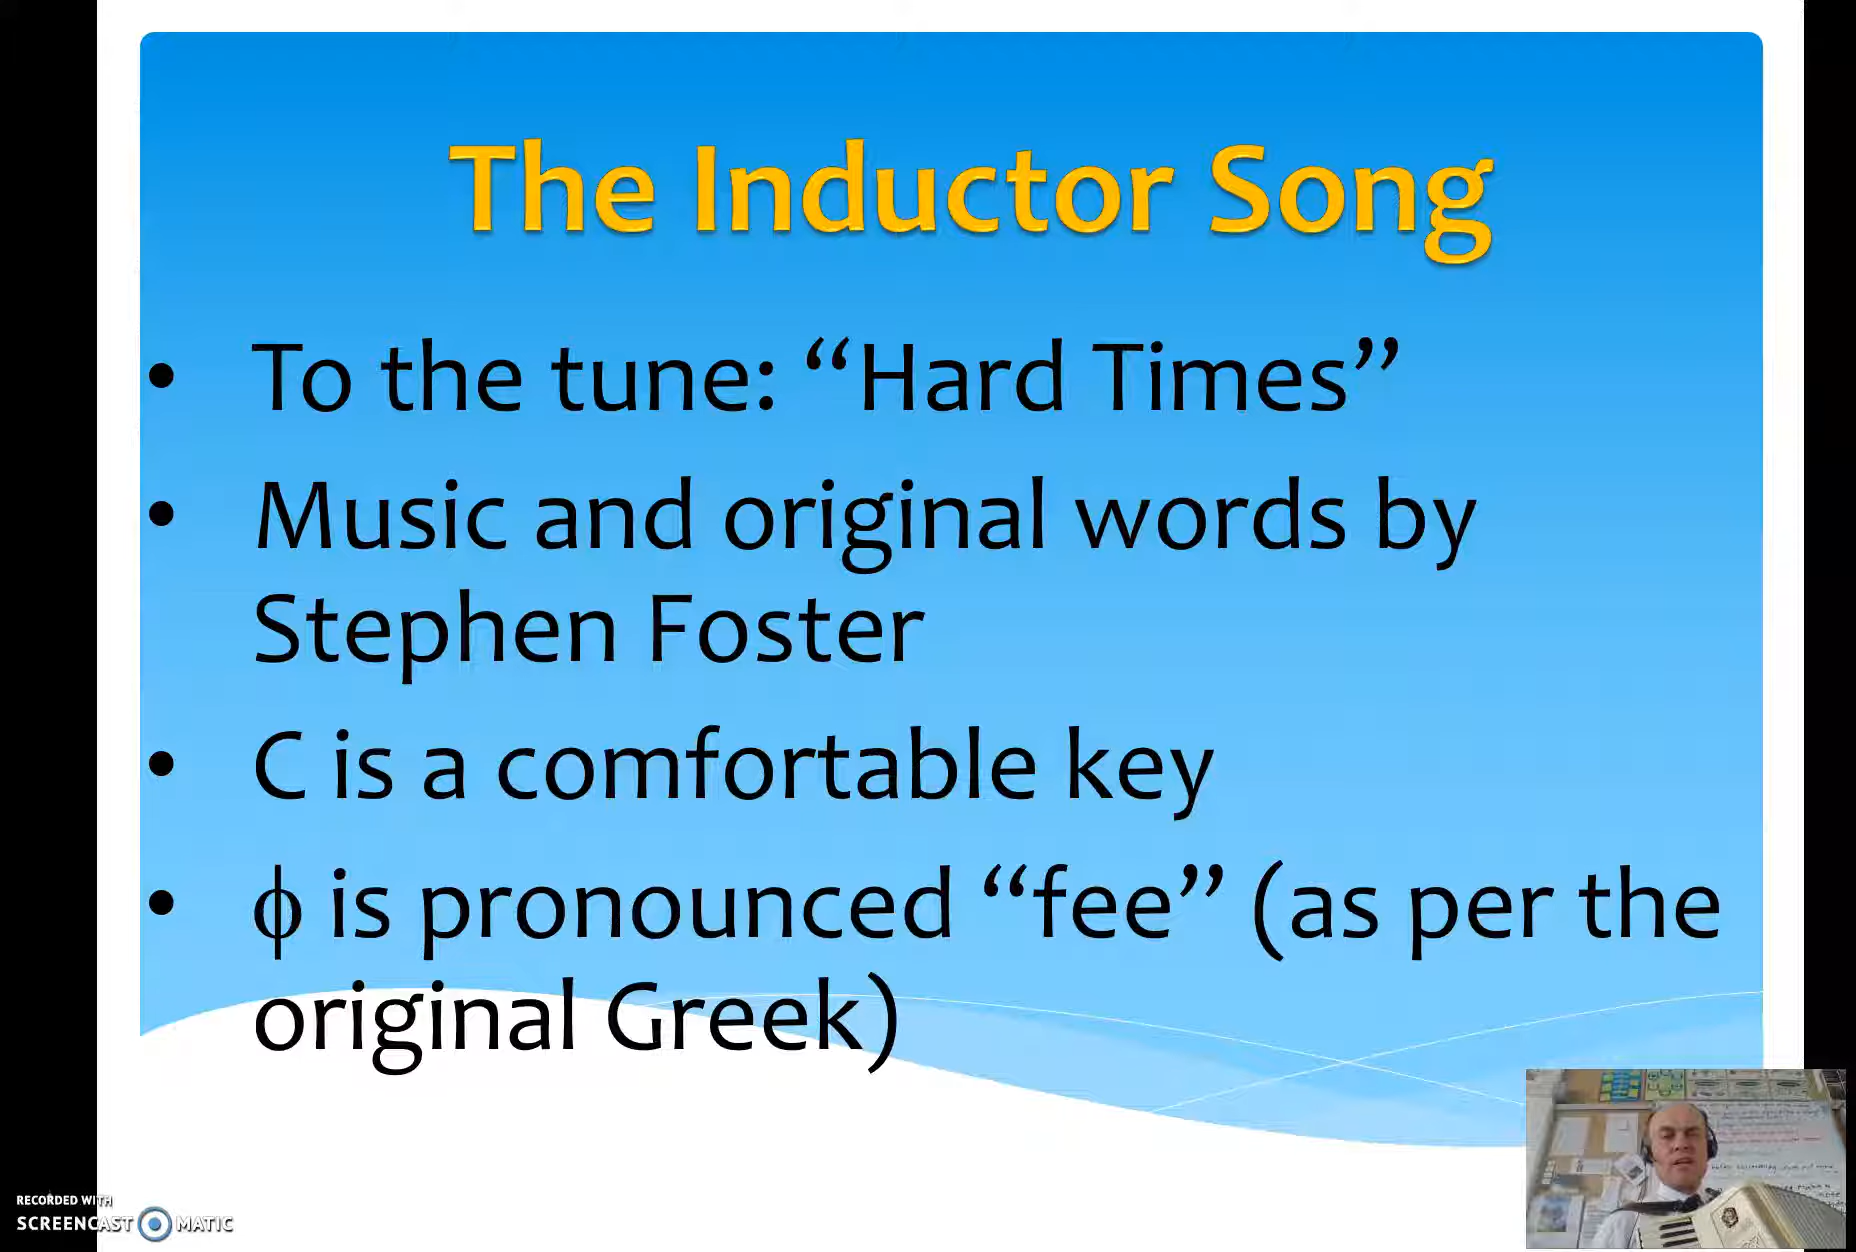 The Inductor Song
• To the tune: “Hard Times”
• Music and original words by
Stephen Foster
• C is a comfortable key
• ϕ is pronounced “fee” (as per the
original Greek)
RECORDED WITH
SCREENCAST MATIC